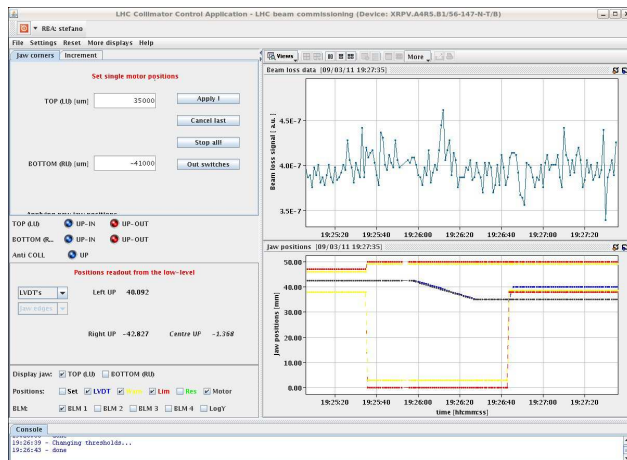 LHC Collimator Control Application - LHC beam commissioning (Device: XRPV.A4R5.B1/56-147-N-T/B)
RBA: stefano
File Settings Reset More displays Help
Jaw corners Increment
Set single motor positions
TOP (LU) [um] 35000 Apply !
Cancel last
Stop all!
BOTTOM (RU) [um] -41000 Out switches
Applying new jaw positions
TOP (LU) UP-IN UP-OUT
BOTTOM (R... UP-IN UP-OUT
Anti COLL UP
Positions readout from the low-level
LVDT's Left UP 40.092
Jaw edges
Right UP -42.827 Centre UP -1.368
Display jaw: TOP (LU) BOTTOM (RU)
Positions: Set LVDT Lim Res Motor
BLM: BLM 1 BLM 2 BLM 3 BLM 4 LogY
Views More
Beam loss data [09/03/11 19:27:35]
Beam loss signal [a.u.]
4.5E-7
4.0E-7
3.5E-7
19:25:20 19:25:40 19:26:00 19:26:20 19:26:40 19:27:00 19:27:20
Jaw positions [09/03/11 19:27:35]
Jaw positions [mm]
50.00
40.00
30.00
20.00
10.00
0.00
19:25:20 19:25:40 19:26:00 19:26:20 19:26:40 19:27:00 19:27:20
time [hh:mm:ss]
Console
19:26:39 - Changing thresholds...
19:26:43 - done